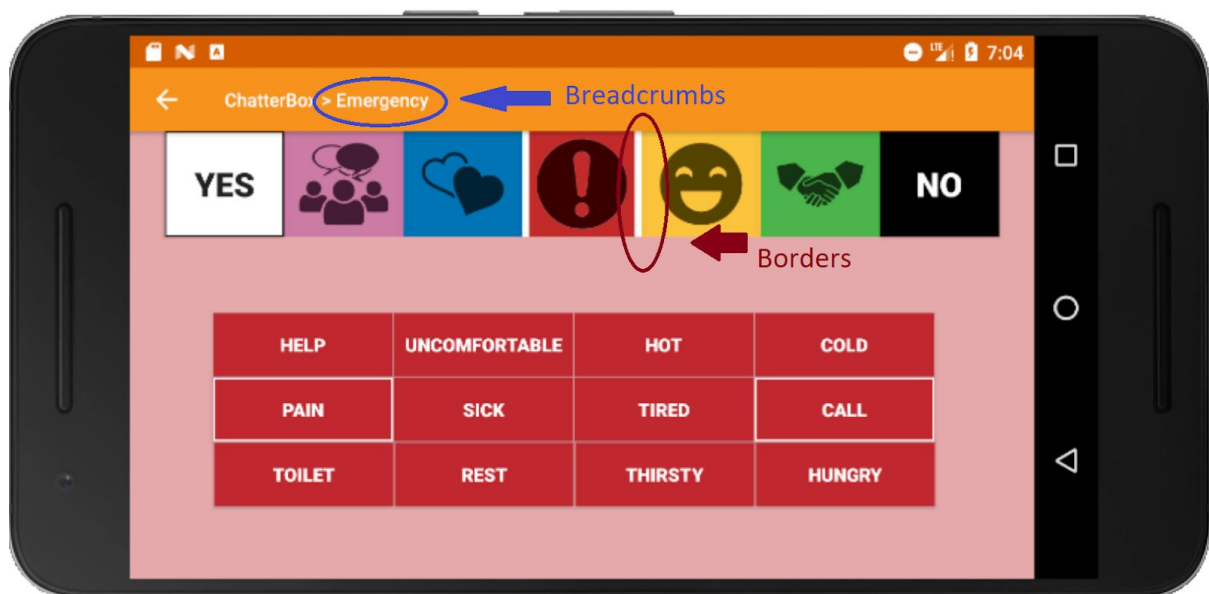 7:04
ChatterBox > Emergency
Breadcrumbs
YES
NO
Borders
HELP UNCOMFORTABLE HOT COLD
PAIN SICK TIRED CALL
TOILET REST THIRSTY HUNGRY